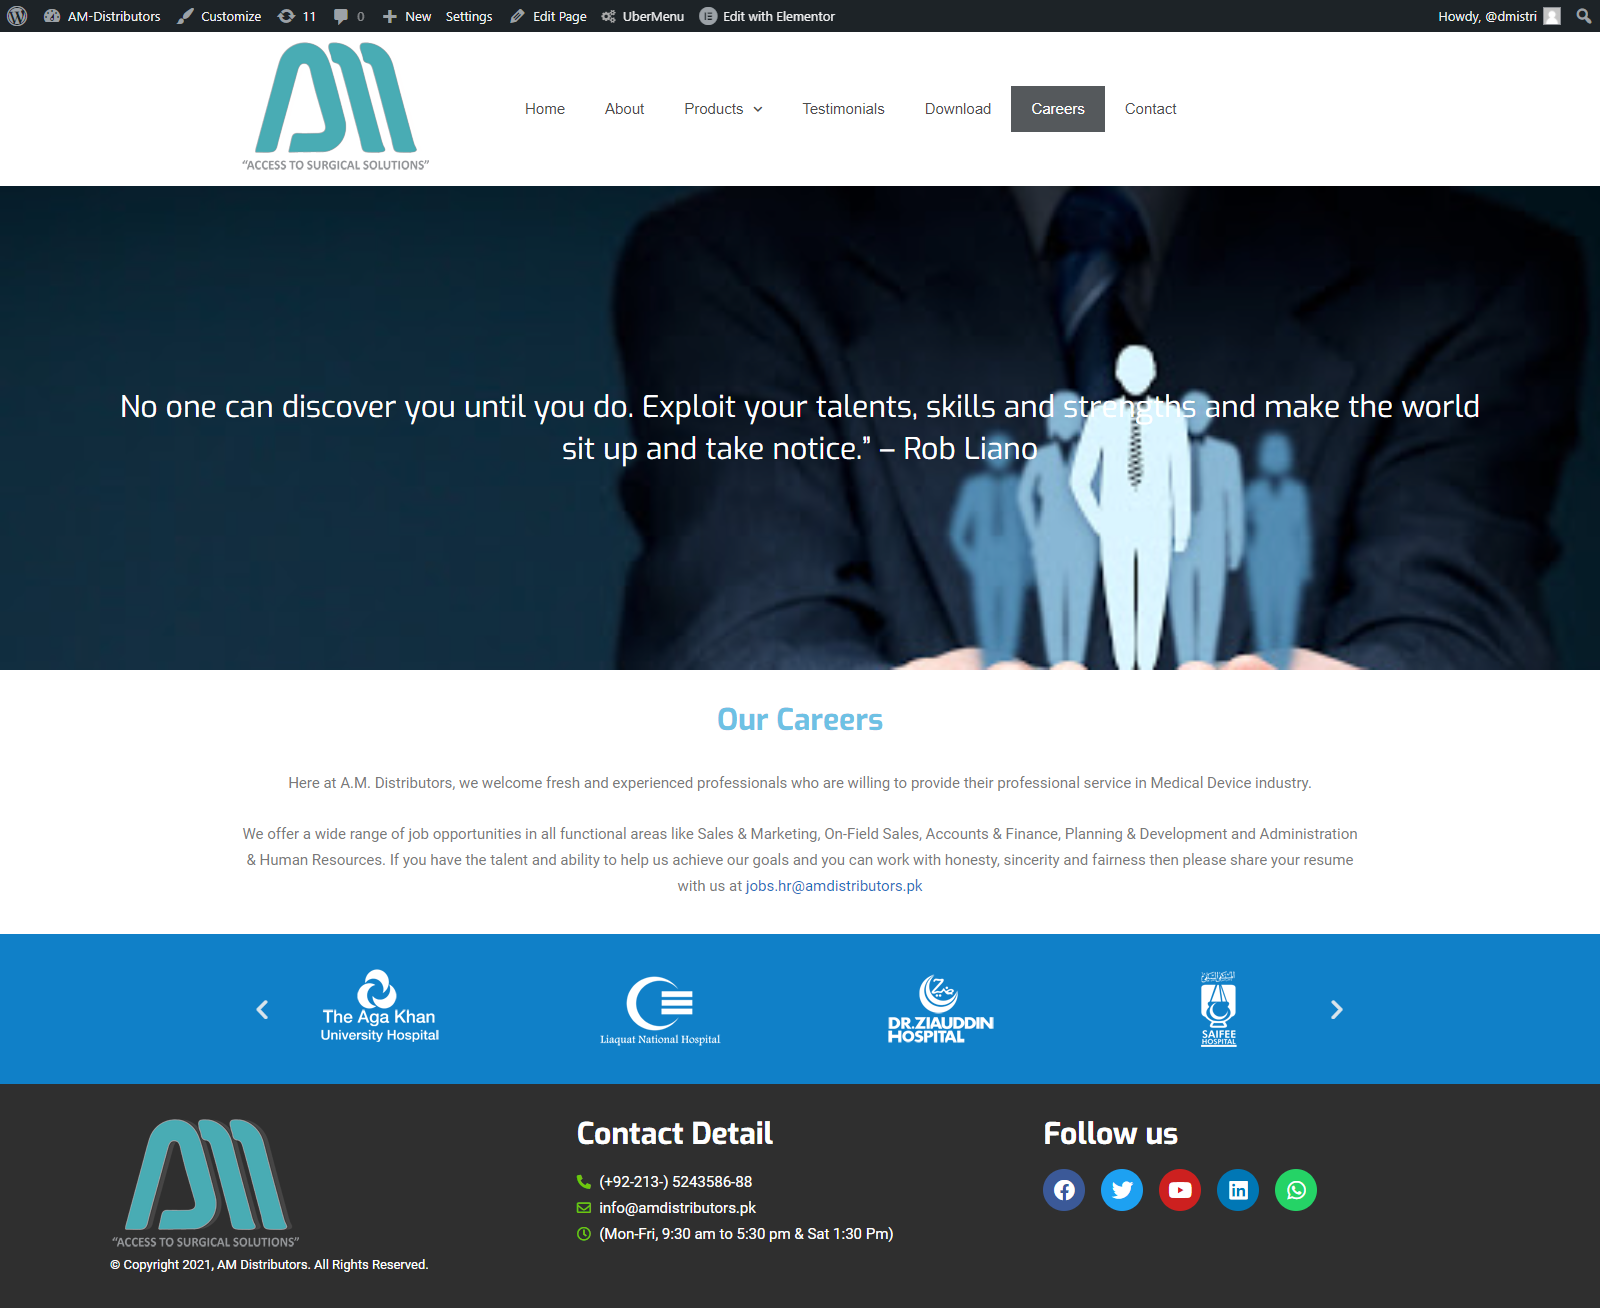 AM-Distributors Customize 11 0 New Settings Edit Page UberMenu Edit with Elementor Howdy, @dmistri
“ACCESS TO SURGICAL SOLUTIONS”
Home About Products Testimonials Download Careers Contact
No one can discover you until you do. Exploit your talents, skills and strengths and make the world
sit up and take notice.” – Rob Liano
Our Careers
Here at A.M. Distributors, we welcome fresh and experienced professionals who are willing to provide their professional service in Medical Device industry.
We offer a wide range of job opportunities in all functional areas like Sales & Marketing, On-Field Sales, Accounts & Finance, Planning & Development and Administration
& Human Resources. If you have the talent and ability to help us achieve our goals and you can work with honesty, sincerity and fairness then please share your resume
with us at jobs.hr@amdistributors.pk
The Aga Khan
University Hospital
Liaquat National Hospital
DR.ZIAUDDIN
HOSPITAL
SAIFEE
HOSPITAL
“ACCESS TO SURGICAL SOLUTIONS”
© Copyright 2021, AM Distributors. All Rights Reserved.
Contact Detail
(+92-213-) 5243586-88
info@amdistributors.pk
(Mon-Fri, 9:30 am to 5:30 pm & Sat 1:30 Pm)
Follow us